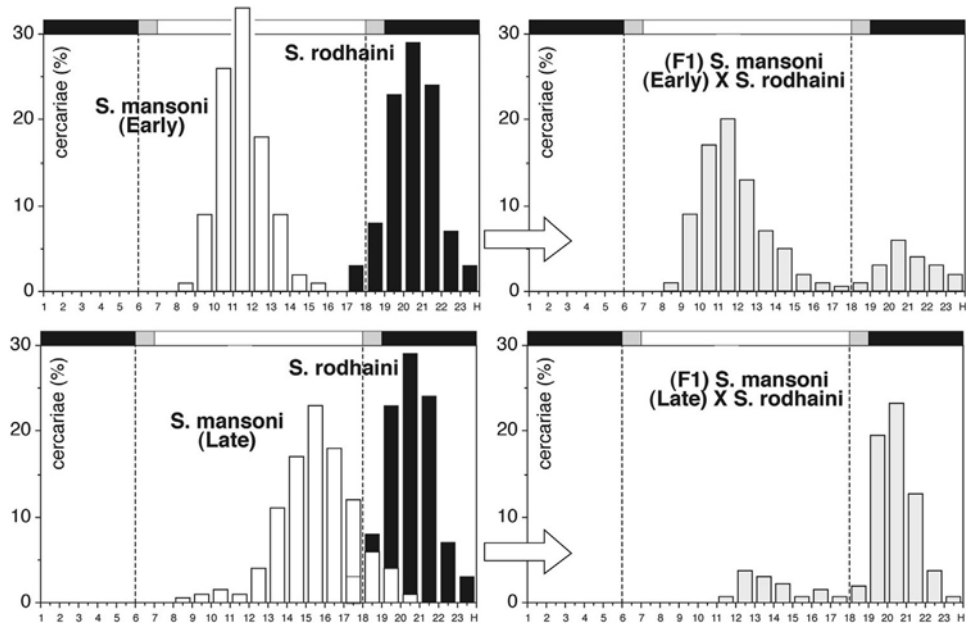 30
20
10
0
cercariae (%)
S. mansoni
(Early)
S. rodhaini
1 2 3 4 5 6 7 8 9 10 11 12 13 14 15 16 17 18 19 20 21 22 23 H
30
20
10
0
cercariae (%)
(F1) S. mansoni
(Early) X S. rodhaini
1 2 3 4 5 6 7 8 9 10 11 12 13 14 15 16 17 18 19 20 21 22 23 H
30
20
10
0
cercariae (%)
S. rodhaini
S. mansoni
(Late)
1 2 3 4 5 6 7 8 9 10 11 12 13 14 15 16 17 18 19 20 21 22 23 H
30
20
10
0
cercariae (%)
(F1) S. mansoni
(Late) X S. rodhaini
1 2 3 4 5 6 7 8 9 10 11 12 13 14 15 16 17 18 19 20 21 22 23 H